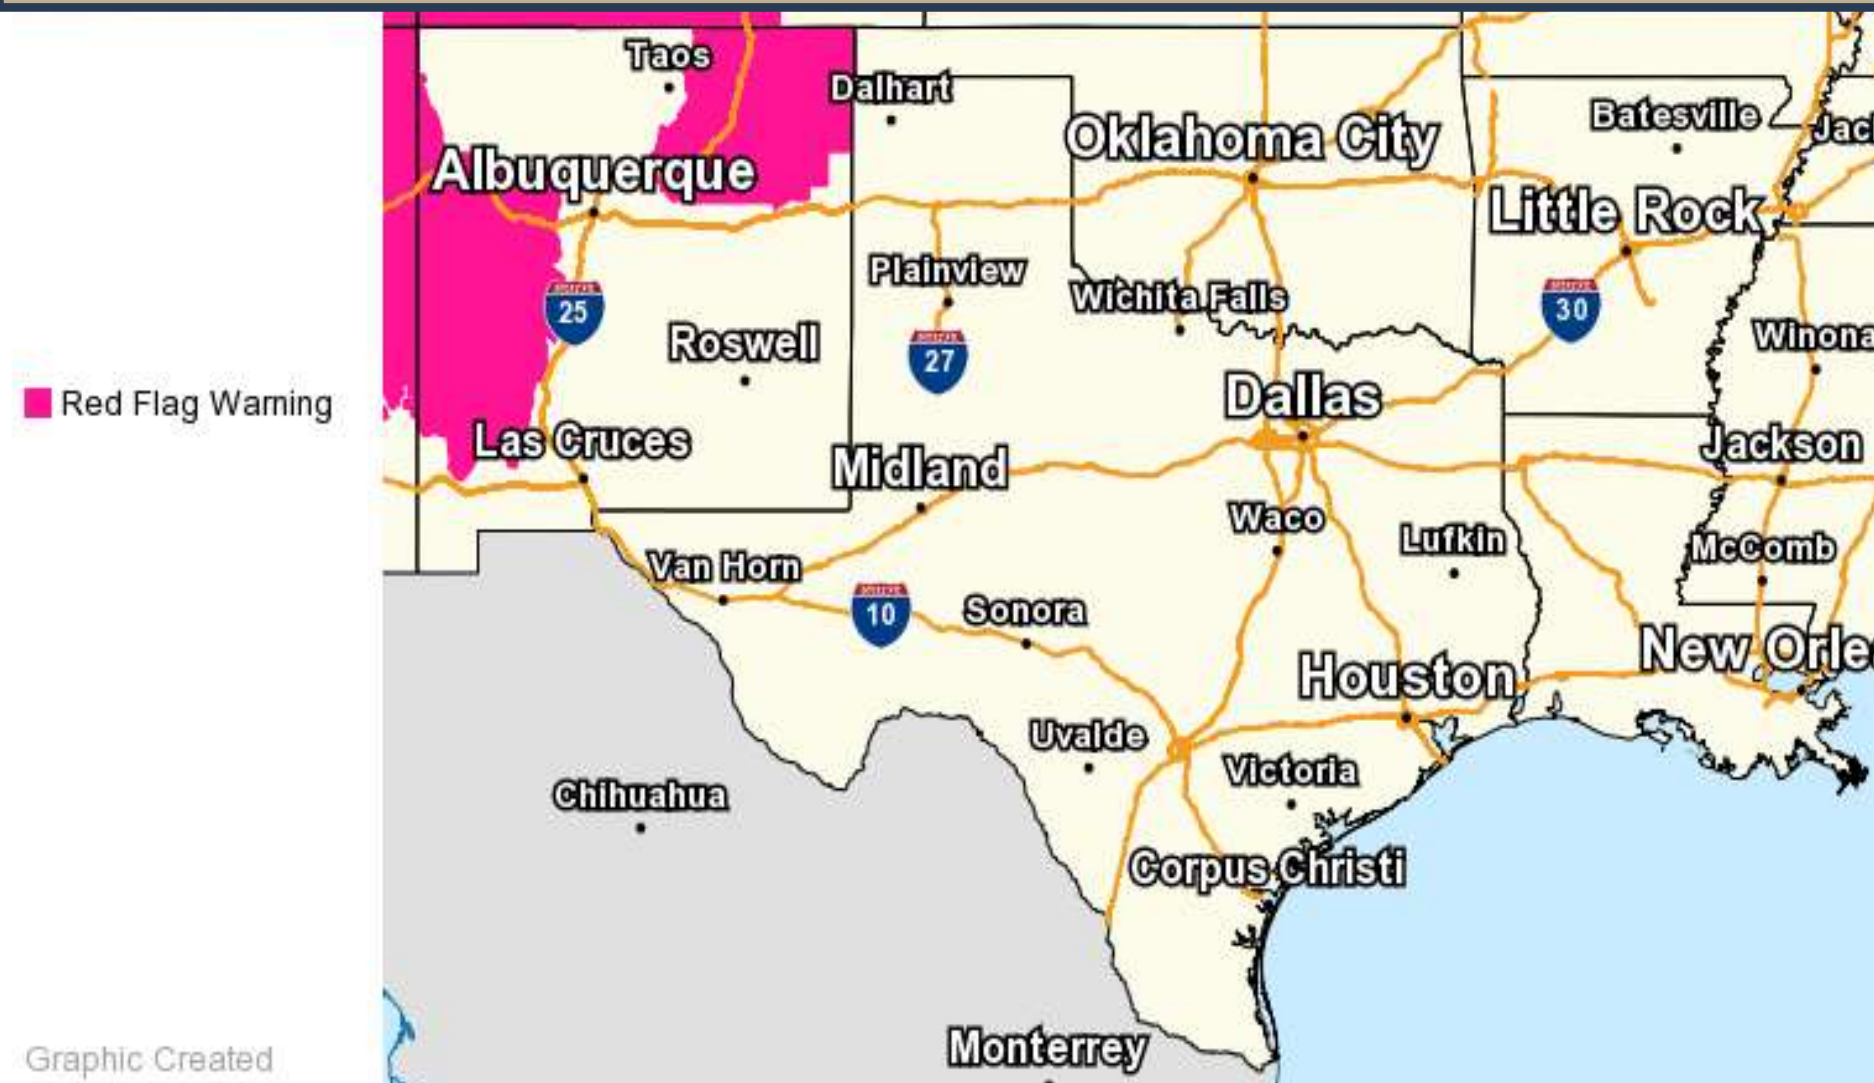 Taos
Dalhart
Batesville
Oklahoma City
Albuquerque
Little Rock
Plainview
Wichita Falls
25
30
Roswell
27
Winona
Red Flag Warning
Dallas
Las Cruces
Jackson
Midland
Waco
Lufkin
McComb
Van Horn
10
Sonora
New Orle
Houston
Uvalde
Victoria
Chihuahua
Corpus Christi
Monterrey
Graphic Created